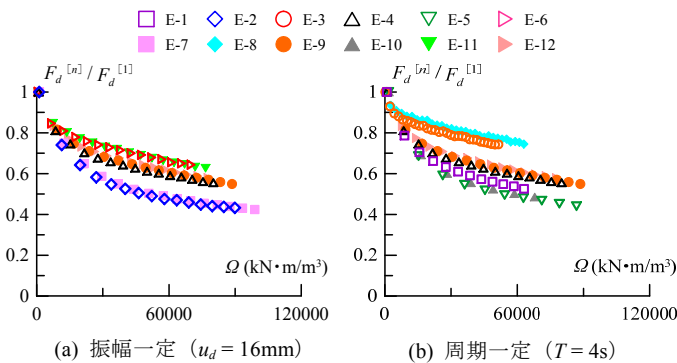 E-1 E-2 E-3 E-4 E-5 E-6
E-7 E-8 E-9 E-10 E-11 E-12
F_d^[n] / F_d^[1]
1
0.8
0.6
0.4
0.2
0
Ω (kN・m/m³)
0 60000 120000
(a) 振幅一定（u_d = 16mm）
F_d^[n] / F_d^[1]
1
0.8
0.6
0.4
0.2
0
Ω (kN・m/m³)
0 60000 120000
(b) 周期一定（T = 4s）